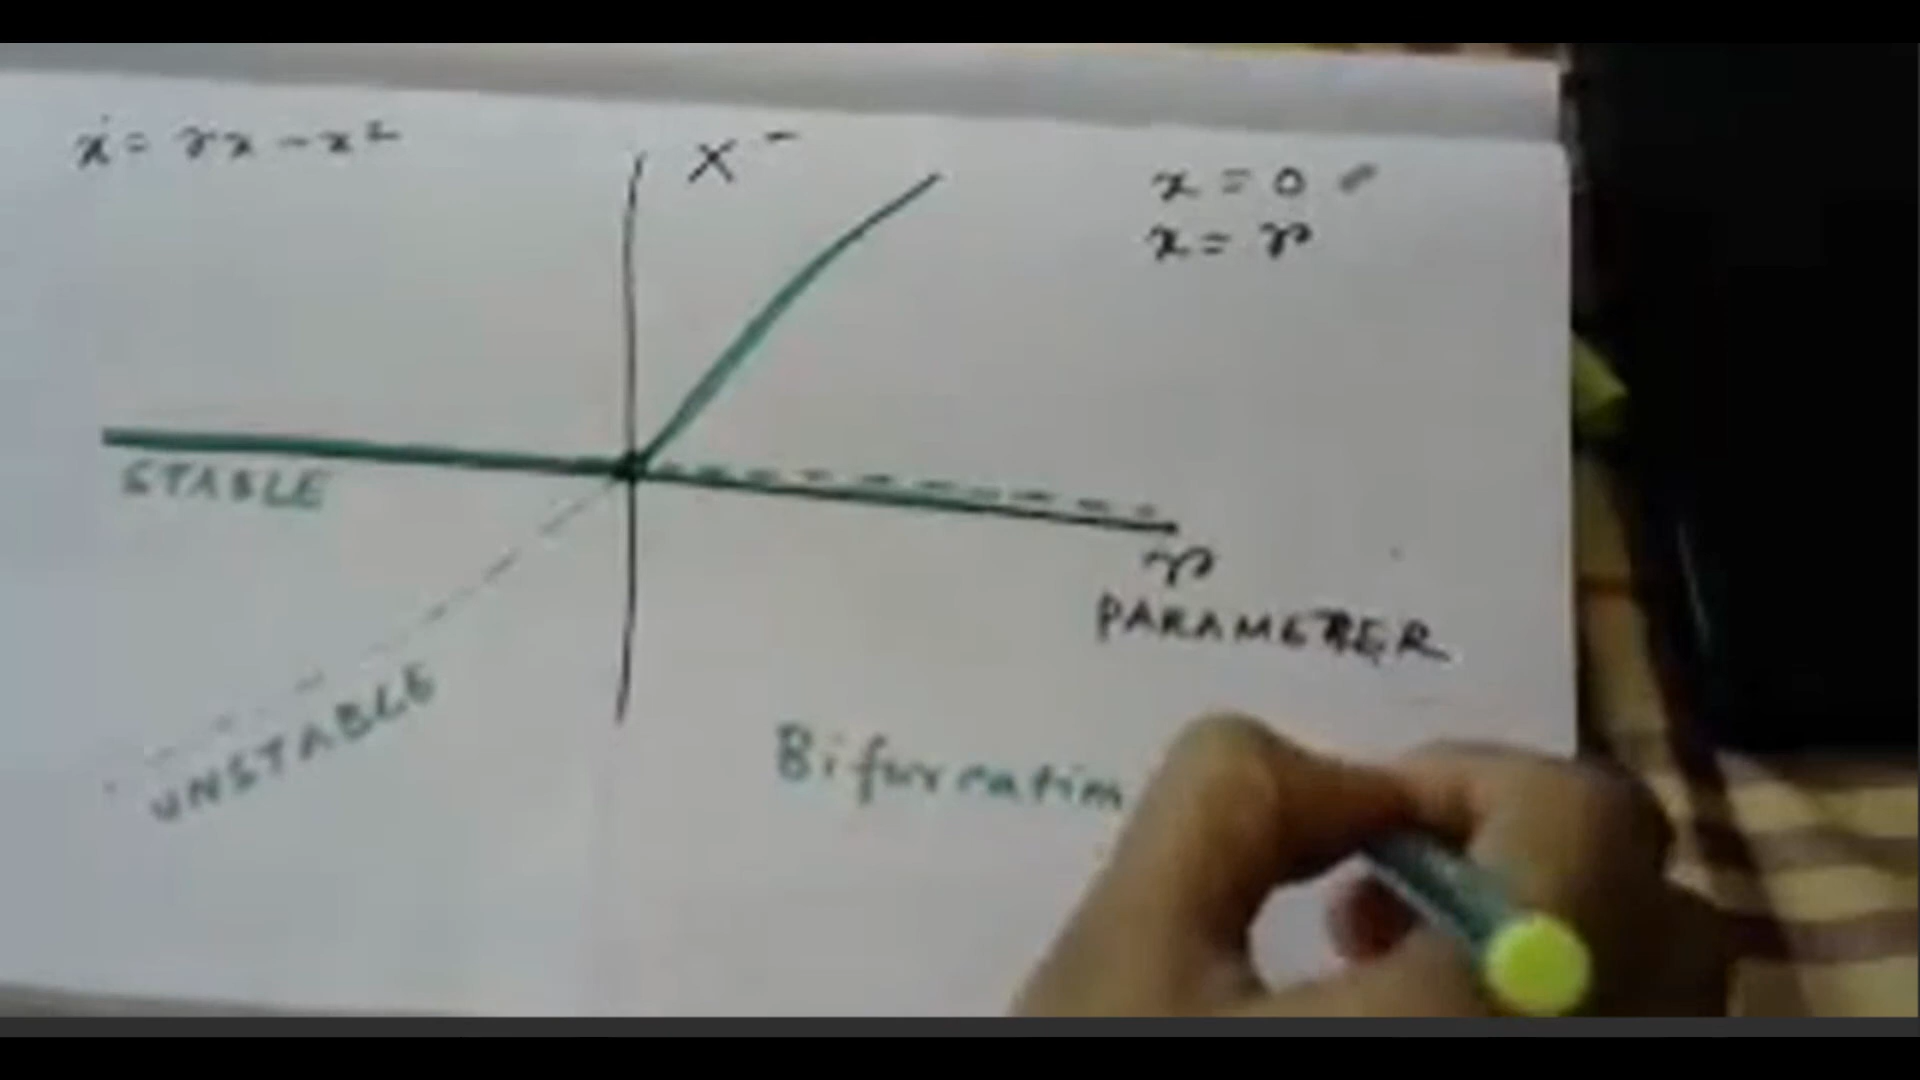 ẋ = rx - x²
X
x = 0
x = r
STABLE
r
PARAMETER
UNSTABLE
Bifurcation